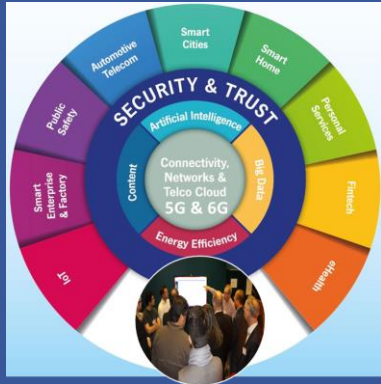 Smart
Cities
Automotive
Telecom
Smart
Home
Public
Safety
Personal
Services
Smart
Enterprise
& Factory
Fintech
IoT
eHealth
SECURITY & TRUST
Artificial Intelligence
Content
Big Data
Energy Efficiency
Connectivity,
Networks &
Telco Cloud
5G & 6G